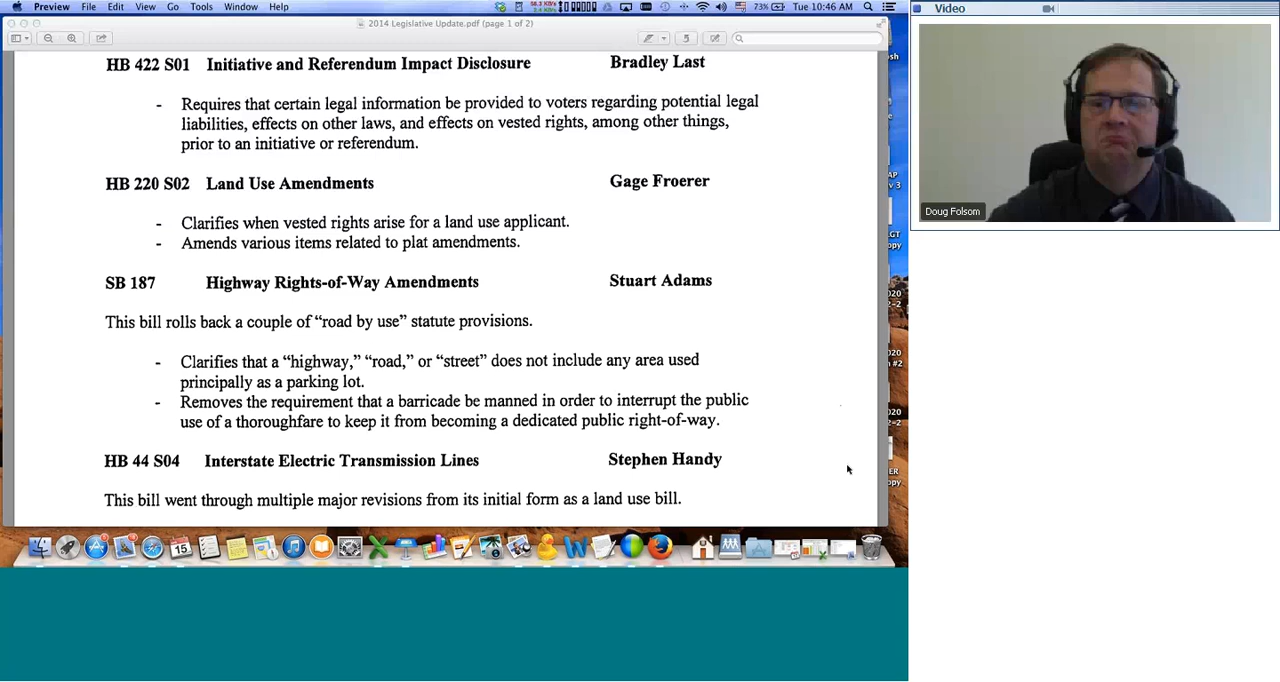 Preview File Edit View Go Tools Window Help
73% Tue 10:46 AM
2014 Legislative Update.pdf (page 1 of 2)
HB 422 S01 Initiative and Referendum Impact Disclosure Bradley Last
- Requires that certain legal information be provided to voters regarding potential legal
liabilities, effects on other laws, and effects on vested rights, among other things,
prior to an initiative or referendum.
HB 220 S02 Land Use Amendments Gage Froerer
- Clarifies when vested rights arise for a land use applicant.
- Amends various items related to plat amendments.
SB 187 Highway Rights-of-Way Amendments Stuart Adams
This bill rolls back a couple of “road by use” statute provisions.
- Clarifies that a “highway,” “road,” or “street” does not include any area used
principally as a parking lot.
- Removes the requirement that a barricade be manned in order to interrupt the public
use of a thoroughfare to keep it from becoming a dedicated public right-of-way.
HB 44 S04 Interstate Electric Transmission Lines Stephen Handy
This bill went through multiple major revisions from its initial form as a land use bill.
15
Video
Doug Folsom